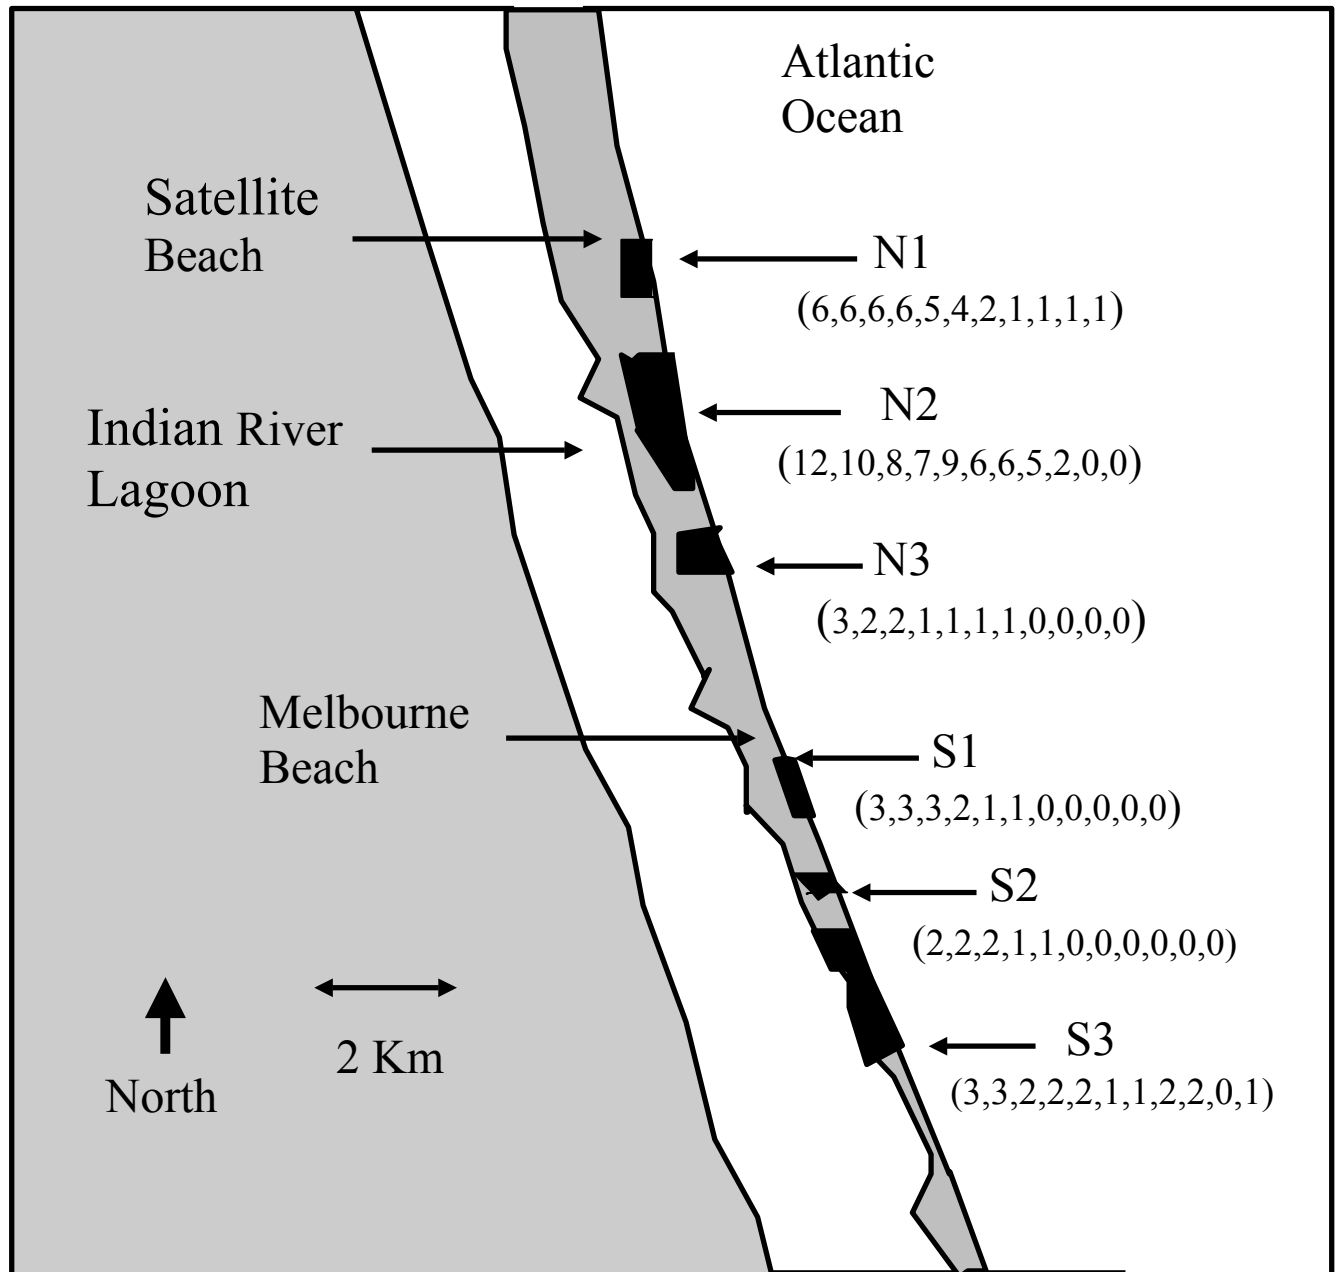 Atlantic
Ocean
Satellite
Beach
N1
(6,6,6,6,5,4,2,1,1,1,1)
N2
(12,10,8,7,9,6,6,5,2,0,0)
Indian River
Lagoon
N3
(3,2,2,1,1,1,1,0,0,0,0)
Melbourne
Beach
S1
(3,3,3,2,1,1,0,0,0,0,0)
S2
(2,2,2,1,1,0,0,0,0,0,0)
S3
(3,3,2,2,2,1,1,2,2,0,1)
2 Km
North